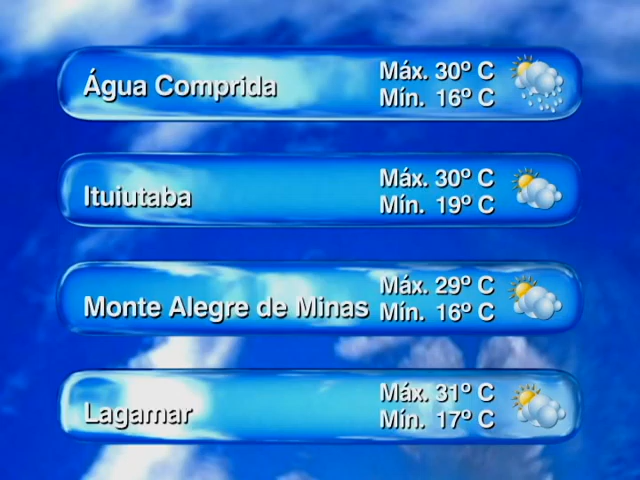 Água Comprida
Máx. 30º C
Mín. 16º C
Ituiutaba
Máx. 30º C
Mín. 19º C
Monte Alegre de Minas
Máx. 29º C
Mín. 16º C
Lagamar
Máx. 31º C
Mín. 17º C